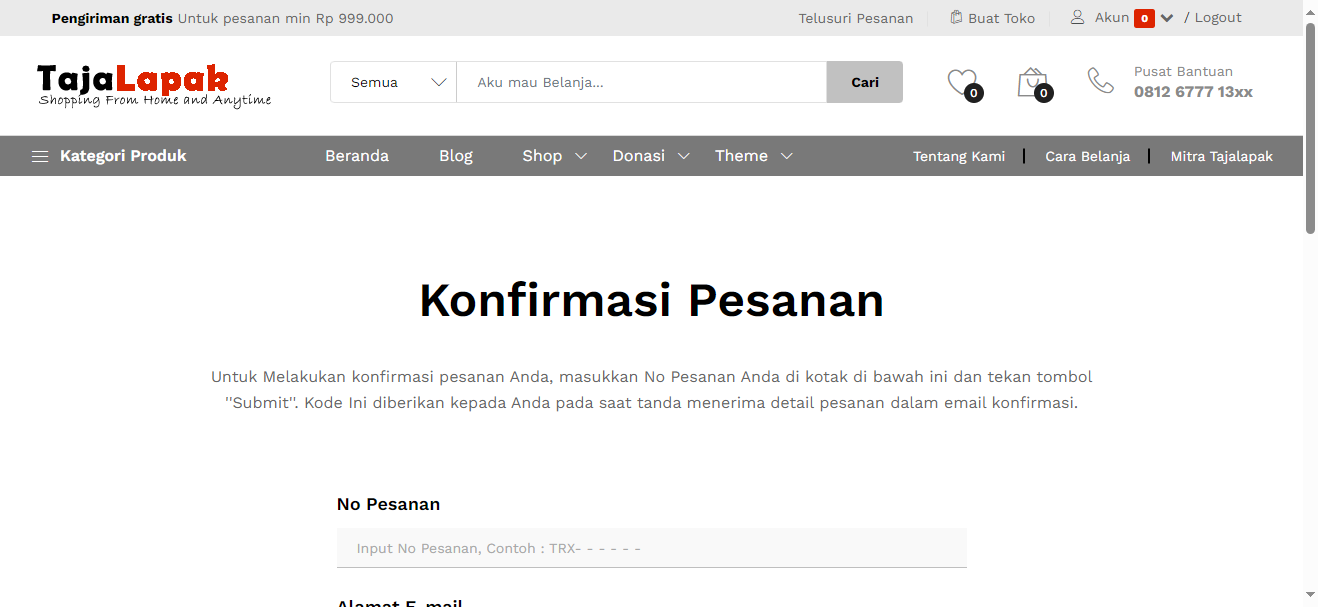 Pengiriman gratis Untuk pesanan min Rp 999.000
Telusuri Pesanan
Buat Toko
Akun 0 / Logout
TajaLapak
Shopping From Home and Anytime
Semua
Aku mau Belanja...
Cari
0
0
Pusat Bantuan
0812 6777 13xx
Kategori Produk
Beranda
Blog
Shop
Donasi
Theme
Tentang Kami
Cara Belanja
Mitra Tajalapak
Konfirmasi Pesanan
Untuk Melakukan konfirmasi pesanan Anda, masukkan No Pesanan Anda di kotak di bawah ini dan tekan tombol
''Submit''. Kode Ini diberikan kepada Anda pada saat tanda menerima detail pesanan dalam email konfirmasi.
No Pesanan
Input No Pesanan, Contoh : TRX- - - - - -
Alamat E-mail